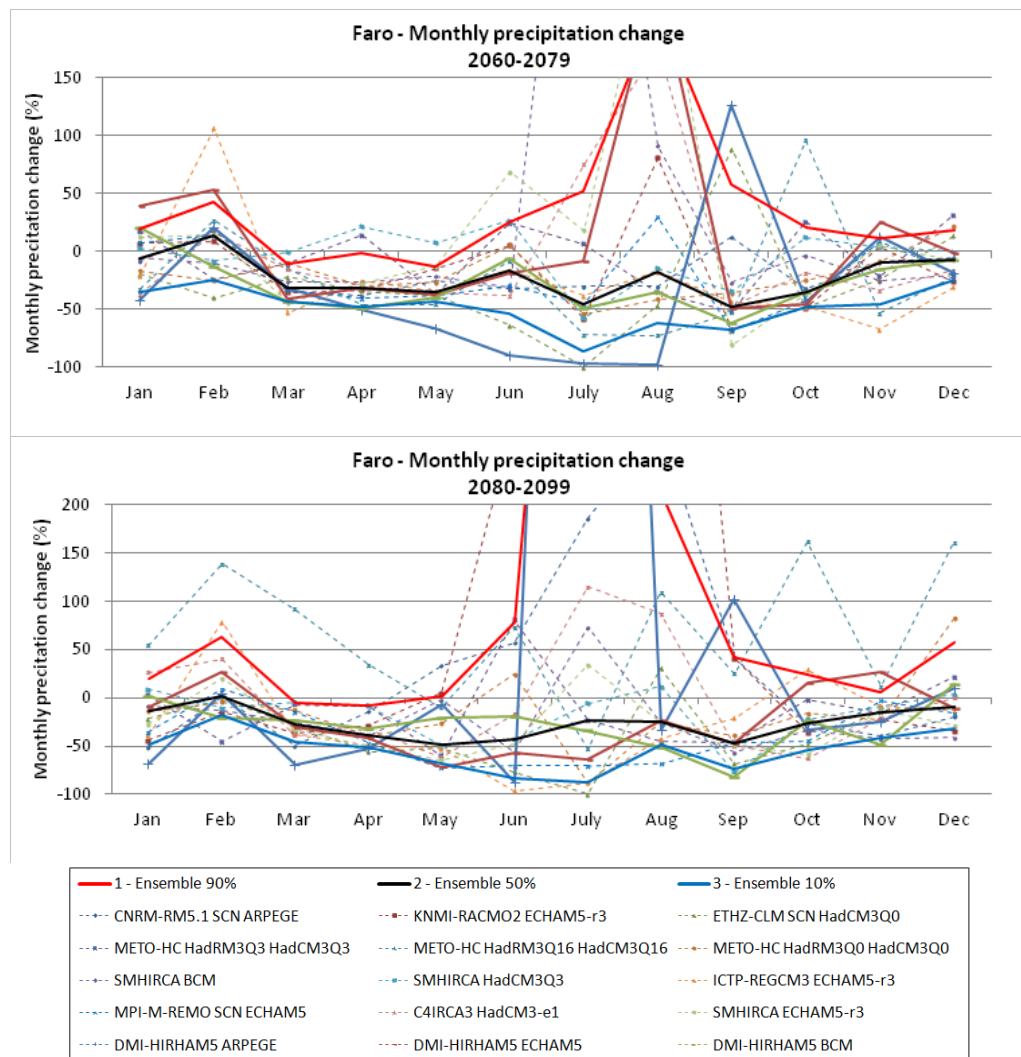 Faro - Monthly precipitation change
2060-2079
Monthly precitation change (%)
150
100
50
0
-50
-100
Jan Feb Mar Apr May Jun July Aug Sep Oct Nov Dec
Faro - Monthly precipitation change
2080-2099
Monthly precitation change (%)
200
150
100
50
0
-50
-100
Jan Feb Mar Apr May Jun July Aug Sep Oct Nov Dec
1 - Ensemble 90% 2 - Ensemble 50% 3 - Ensemble 10%
CNRM-RM5.1 SCN ARPEGE KNMI-RACMO2 ECHAM5-r3 ETHZ-CLM SCN HadCM3Q0
METO-HC HadRM3Q3 HadCM3Q3 METO-HC HadRM3Q16 HadCM3Q16 METO-HC HadRM3Q0 HadCM3Q0
SMHIRCA BCM SMHIRCA HadCM3Q3 ICTP-REGCM3 ECHAM5-r3
MPI-M-REMO SCN ECHAM5 C4IRCA3 HadCM3-e1 SMHIRCA ECHAM5-r3
DMI-HIRHAM5 ARPEGE DMI-HIRHAM5 ECHAM5 DMI-HIRHAM5 BCM